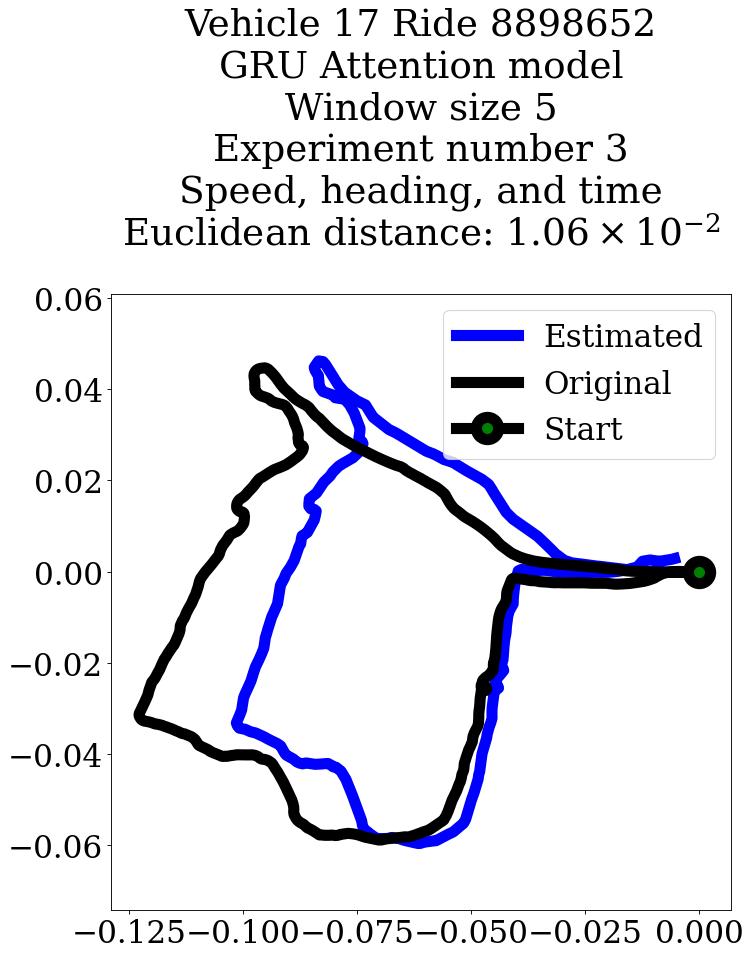 Vehicle 17 Ride 8898652
GRU Attention model
Window size 5
Experiment number 3
Speed, heading, and time
Euclidean distance: 1.06 × 10⁻²
Estimated
Original
Start
0.06
0.04
0.02
0.00
−0.02
−0.04
−0.06
−0.125 −0.100 −0.075 −0.050 −0.025 0.000